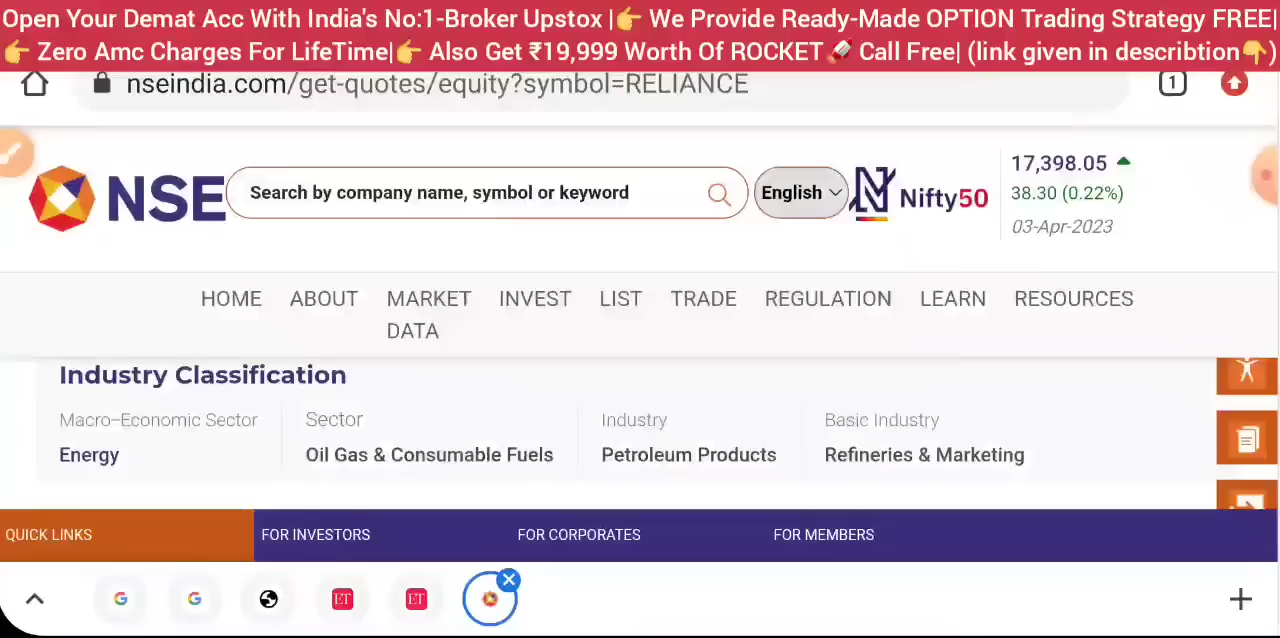 Open Your Demat Acc With India's No:1-Broker Upstox |👉 We Provide Ready-Made OPTION Trading Strategy FREE|
👉 Zero Amc Charges For LifeTime|👉 Also Get ₹19,999 Worth Of ROCKET🚀 Call Free| (link given in describtion👇)
nseindia.com/get-quotes/equity?symbol=RELIANCE
1
NSE
Search by company name, symbol or keyword
English
Nifty50
17,398.05
38.30 (0.22%)
03-Apr-2023
HOME ABOUT MARKET DATA INVEST LIST TRADE REGULATION LEARN RESOURCES
Industry Classification
Macro-Economic Sector Sector Industry Basic Industry
Energy Oil Gas & Consumable Fuels Petroleum Products Refineries & Marketing
QUICK LINKS FOR INVESTORS FOR CORPORATES FOR MEMBERS
G G ET ET